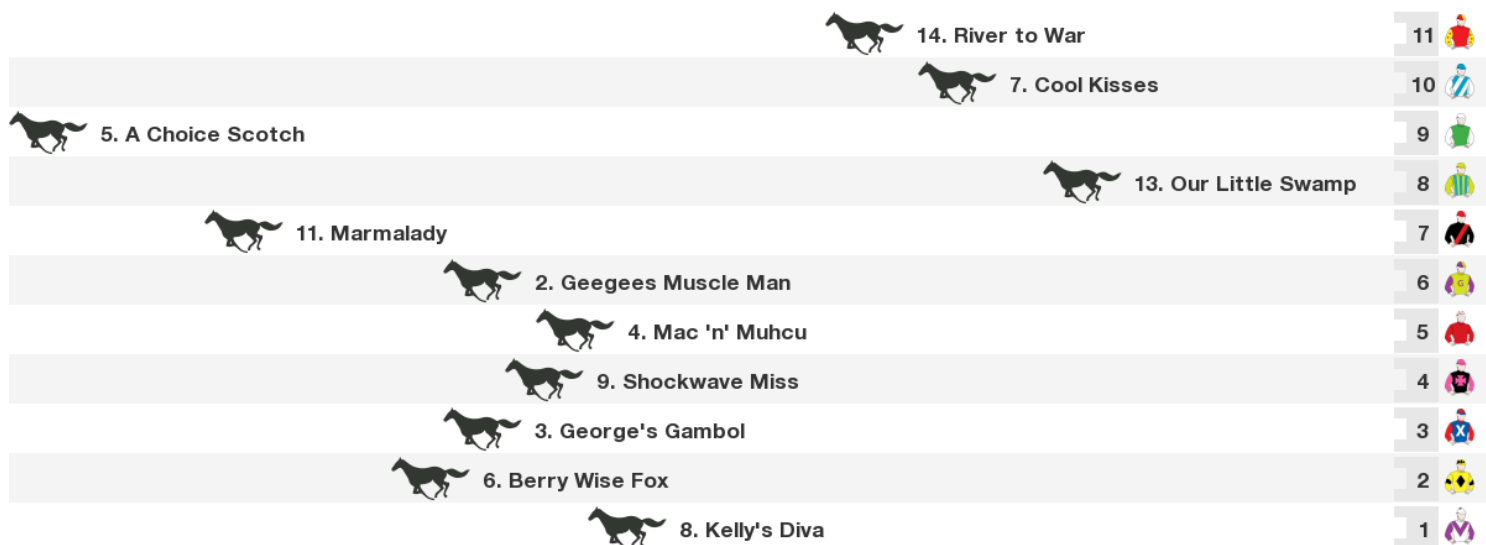 14. River to War 11
7. Cool Kisses 10
5. A Choice Scotch 9
13. Our Little Swamp 8
11. Marmalady 7
2. Geegees Muscle Man 6
G
4. Mac 'n' Muhcu 5
9. Shockwave Miss 4
3. George's Gambol 3
X
6. Berry Wise Fox 2
8. Kelly's Diva 1